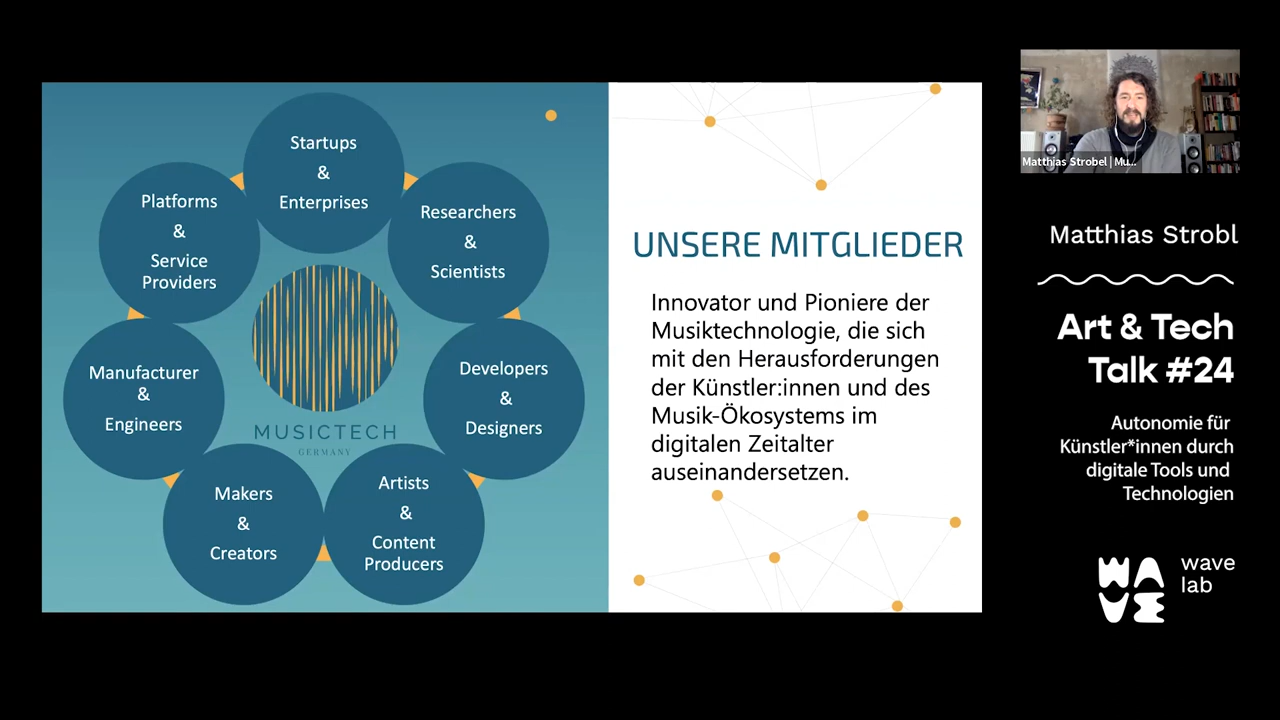 Startups
&
Enterprises
Platforms
&
Service
Providers
Researchers
&
Scientists
Manufacturer
&
Engineers
Developers
&
Designers
MUSICTECH
GERMANY
Makers
&
Creators
Artists
&
Content
Producers
UNSERE MITGLIEDER
Innovator und Pioniere der
Musiktechnologie, die sich
mit den Herausforderungen
der Künstler:innen und des
Musik-Ökosystems im
digitalen Zeitalter
auseinandersetzen.
Matthias Strobel | Mu...
Matthias Strobl
Art & Tech
Talk #24
Autonomie für
Künstler*innen durch
digitale Tools und
Technologien
WA
VE
wave
lab